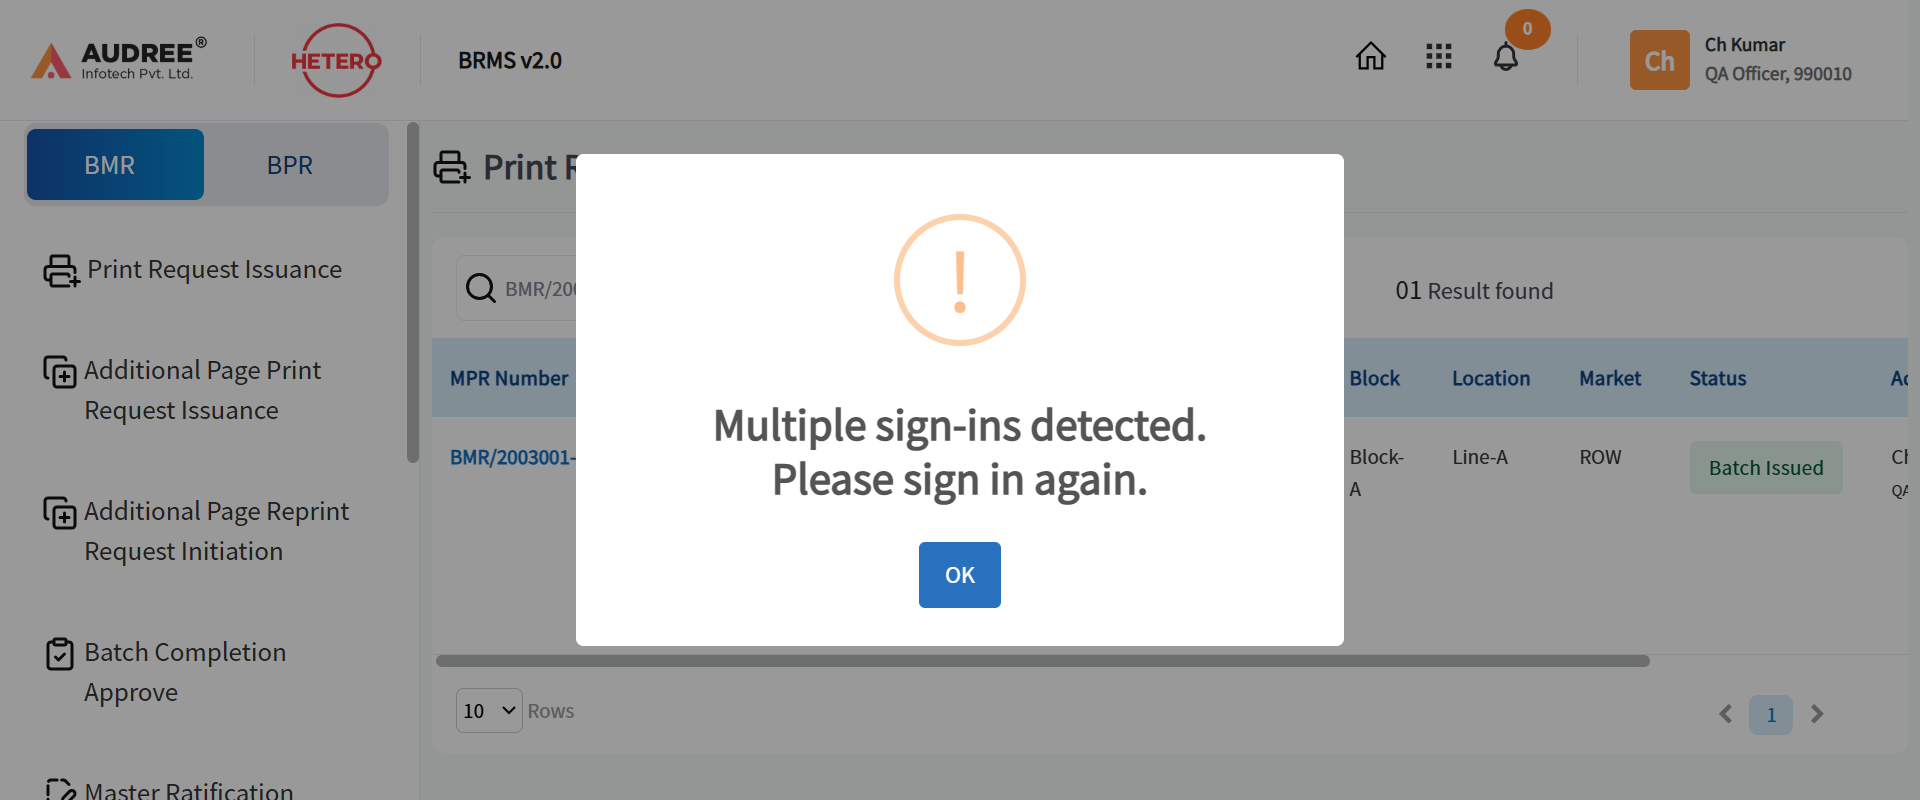 AUDREE®
Infotech Pvt. Ltd.
HETERO
BRMS v2.0
0
Ch
Ch Kumar
QA Officer, 990010
BMR
BPR
Print Request Issuance
Additional Page Print
Request Issuance
Additional Page Reprint
Request Initiation
Batch Completion
Approve
Master Ratification
Print R
BMR/200
01 Result found
MPR Number
Block
Location
Market
Status
Ac
BMR/2003001-
Block-
A
Line-A
ROW
Batch Issued
Ch
QA
!
Multiple sign-ins detected.
Please sign in again.
OK
10
Rows
1